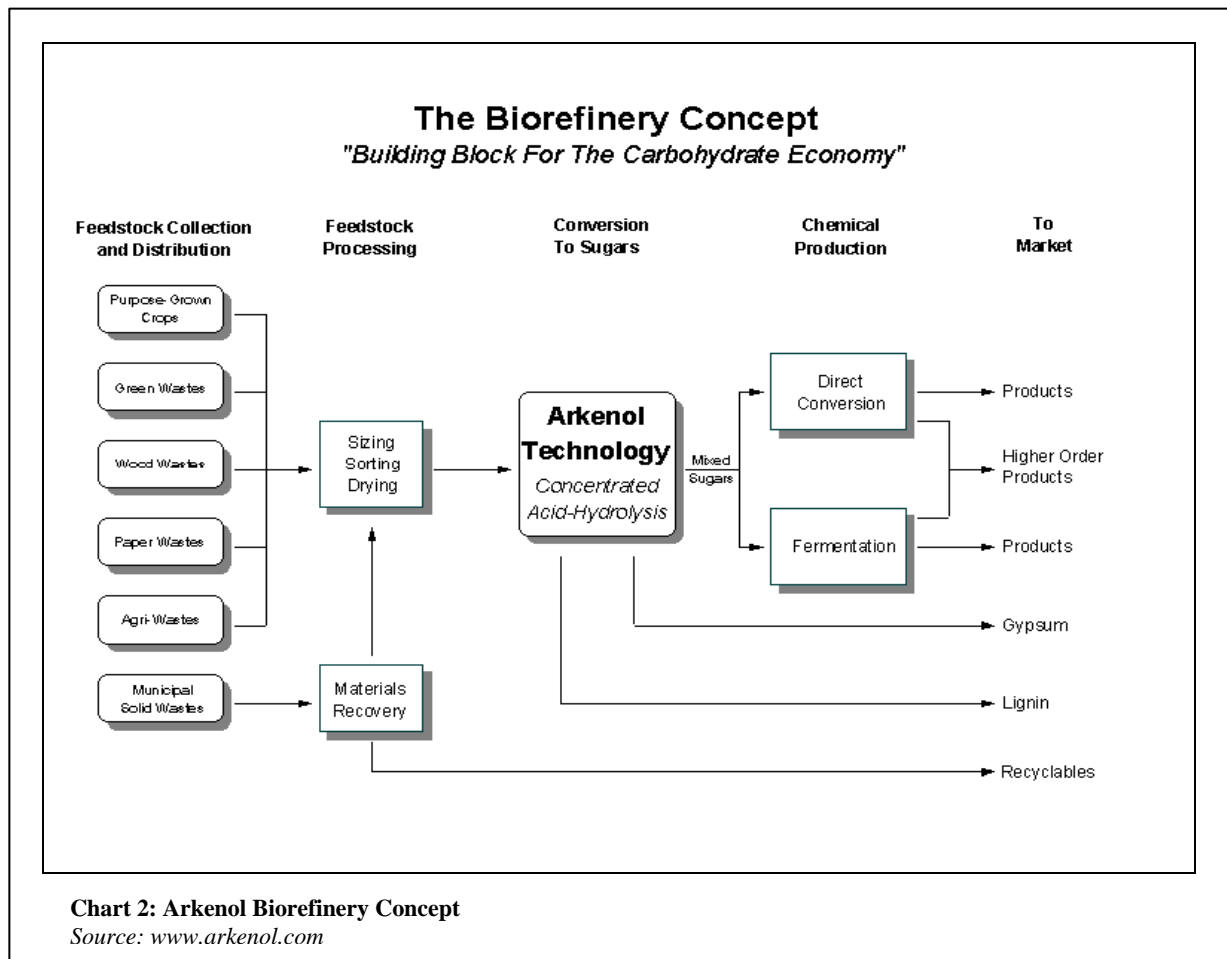 The Biorefinery Concept
"Building Block For The Carbohydrate Economy"
Feedstock Collection
and Distribution
Feedstock
Processing
Conversion
To Sugars
Chemical
Production
To
Market
Purpose-Grown
Crops
Green Wastes
Wood Wastes
Paper Wastes
Agri-Wastes
Municipal
Solid Wastes
Sizing
Sorting
Drying
Materials
Recovery
Arkenol
Technology
Concentrated
Acid-Hydrolysis
Mixed
Sugars
Direct
Conversion
Fermentation
Products
Higher Order
Products
Products
Gypsum
Lignin
Recyclables
Chart 2: Arkenol Biorefinery Concept
Source: www.arkenol.com